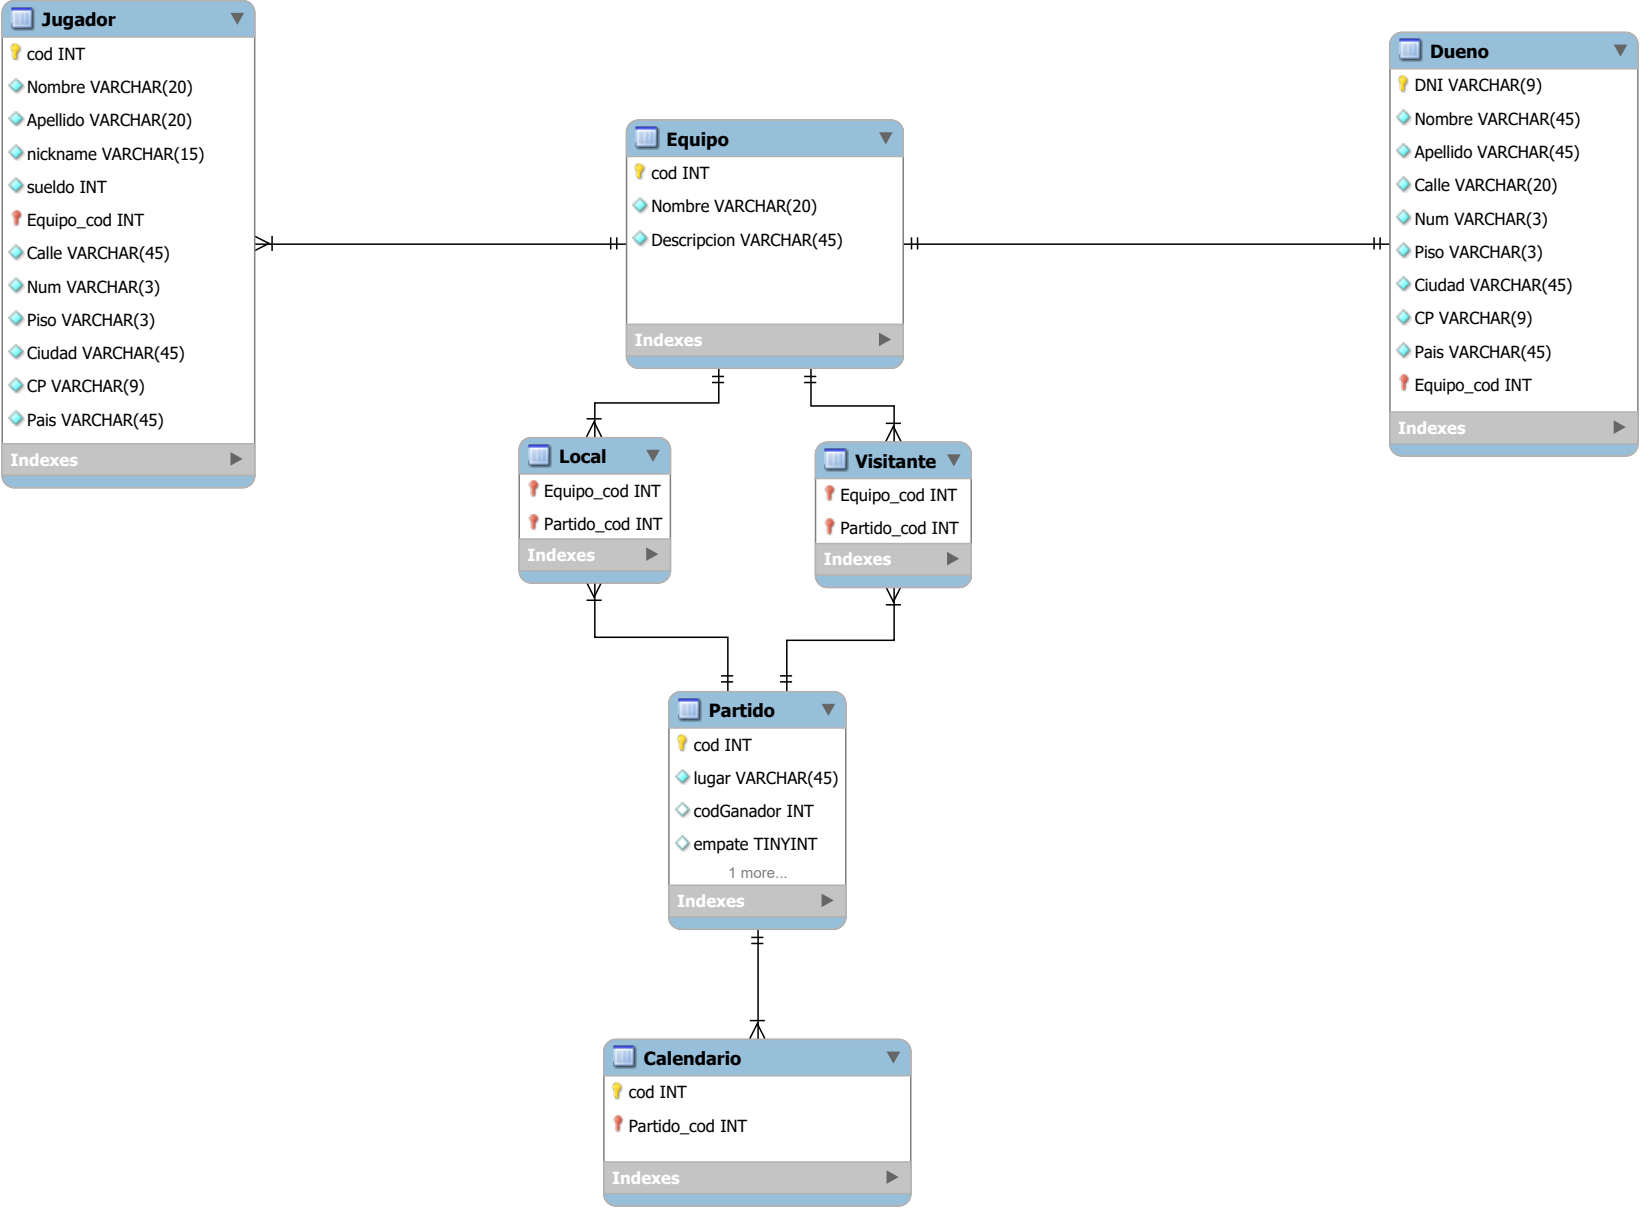 Jugador
cod INT
Nombre VARCHAR(20)
Apellido VARCHAR(20)
nickname VARCHAR(15)
sueldo INT
Equipo_cod INT
Calle VARCHAR(45)
Num VARCHAR(3)
Piso VARCHAR(3)
Ciudad VARCHAR(45)
CP VARCHAR(9)
Pais VARCHAR(45)
Indexes
Equipo
cod INT
Nombre VARCHAR(20)
Descripcion VARCHAR(45)
Indexes
Dueno
DNI VARCHAR(9)
Nombre VARCHAR(45)
Apellido VARCHAR(45)
Calle VARCHAR(20)
Num VARCHAR(3)
Piso VARCHAR(3)
Ciudad VARCHAR(45)
CP VARCHAR(9)
Pais VARCHAR(45)
Equipo_cod INT
Indexes
Local
Equipo_cod INT
Partido_cod INT
Indexes
Visitante
Equipo_cod INT
Partido_cod INT
Indexes
Partido
cod INT
lugar VARCHAR(45)
codGanador INT
empate TINYINT
1 more...
Indexes
Calendario
cod INT
Partido_cod INT
Indexes